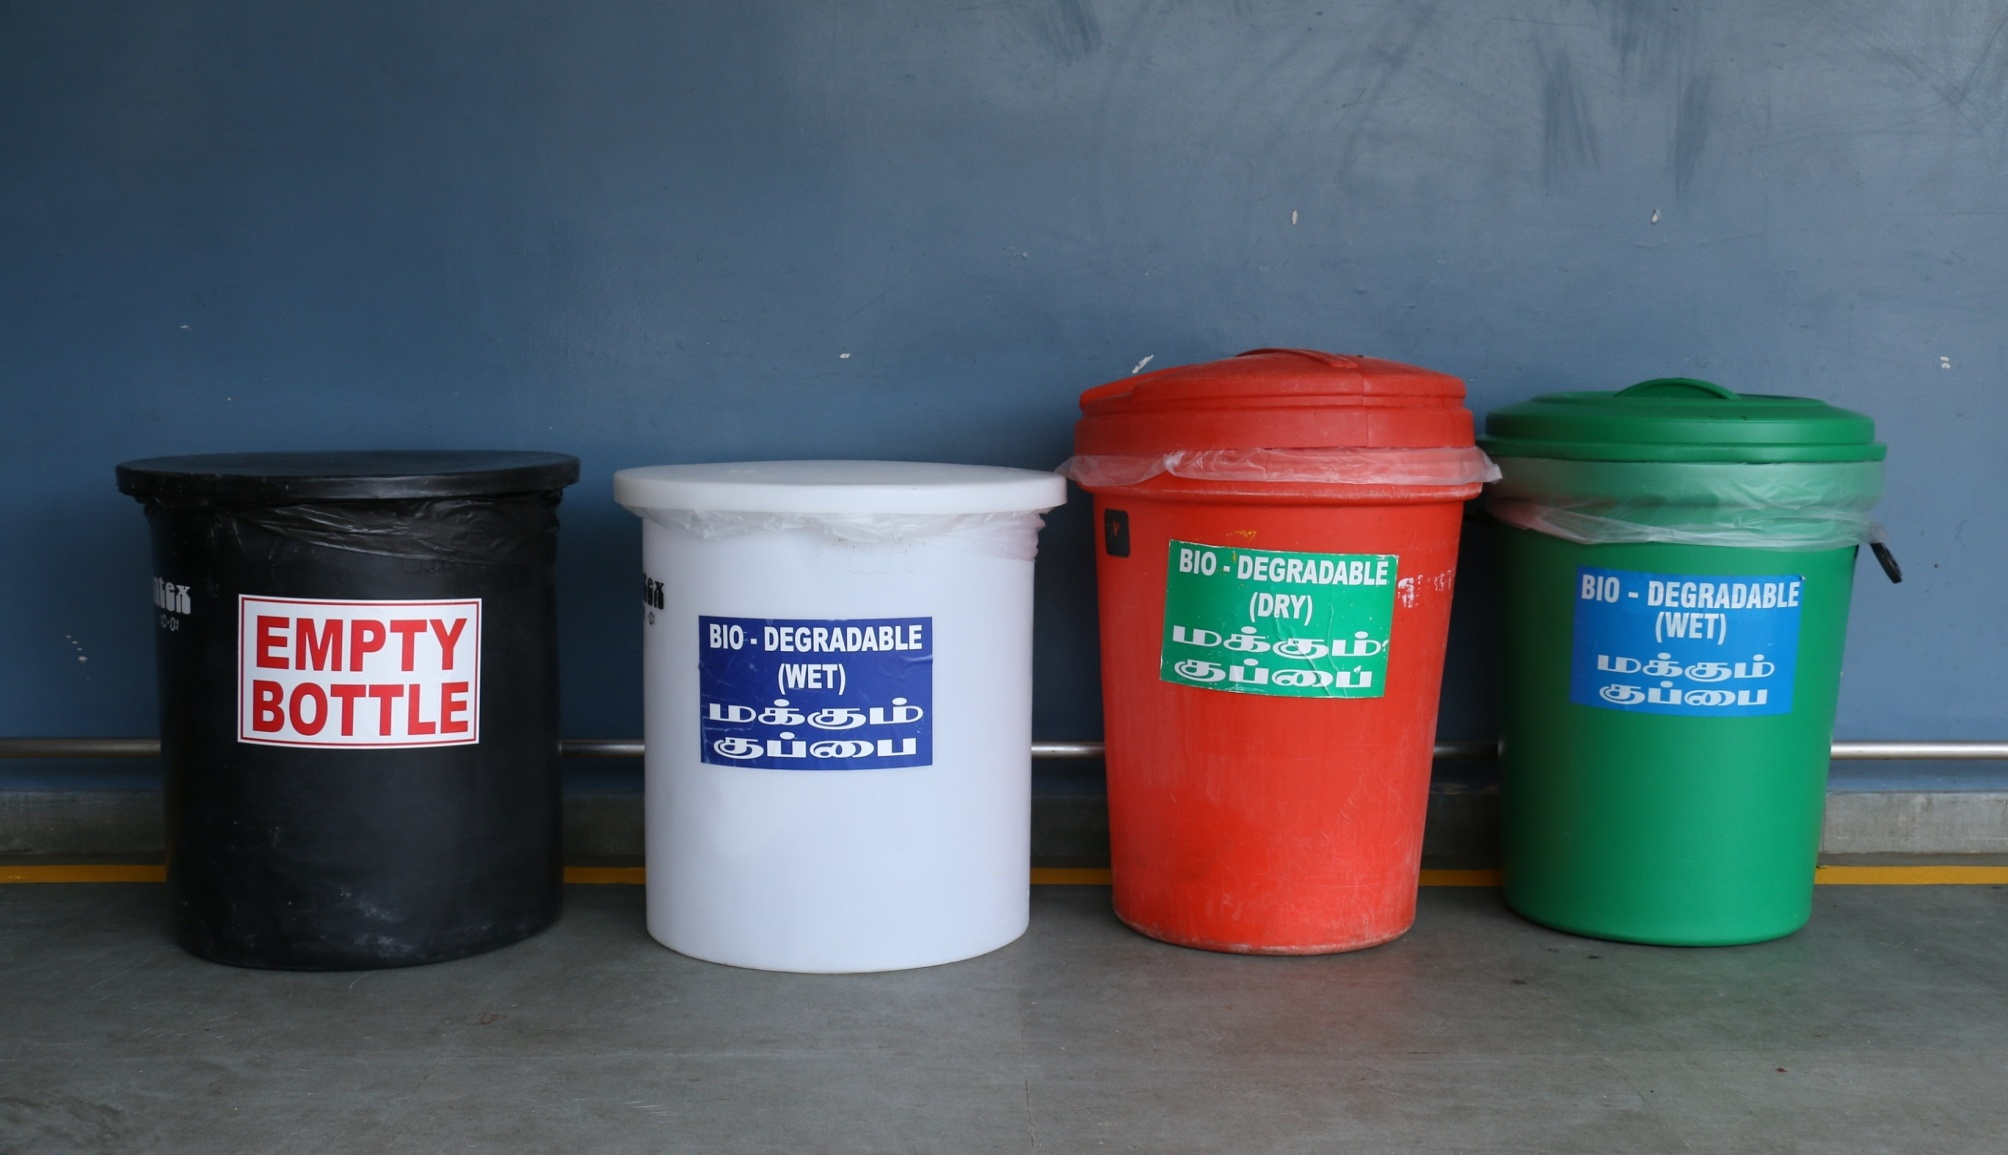 EMPTY
BOTTLE
BIO - DEGRADABLE
(WET)
மக்கும்
குப்பை
BIO - DEGRADABLE
(DRY)
மக்கும்
குப்பை
BIO - DEGRADABLE
(WET)
மக்கும்
குப்பை